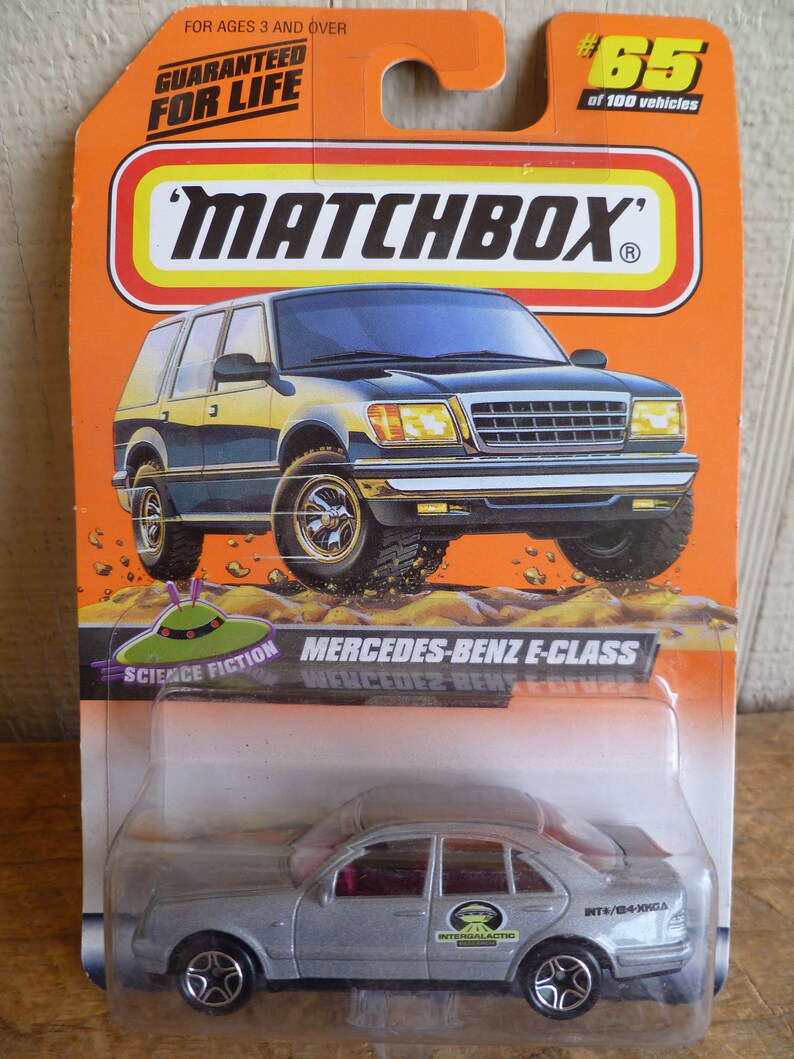 FOR AGES 3 AND OVER
GUARANTEED
FOR LIFE
#65
of 100 vehicles
'MATCHBOX'®
SCIENCE FICTION
MERCEDES-BENZ E-CLASS
INTERGALACTIC
RESEARCH